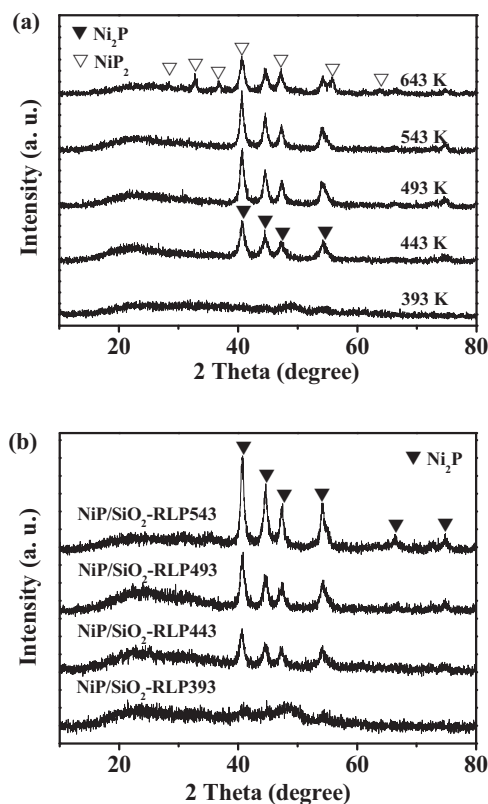 (a)
Ni₂P
NiP₂
643 K
543 K
493 K
443 K
393 K
Intensity (a. u.)
20 40 60 80
2 Theta (degree)
(b)
Ni₂P
NiP/SiO₂-RLP543
NiP/SiO₂-RLP493
NiP/SiO₂-RLP443
NiP/SiO₂-RLP393
Intensity (a. u.)
20 40 60 80
2 Theta (degree)